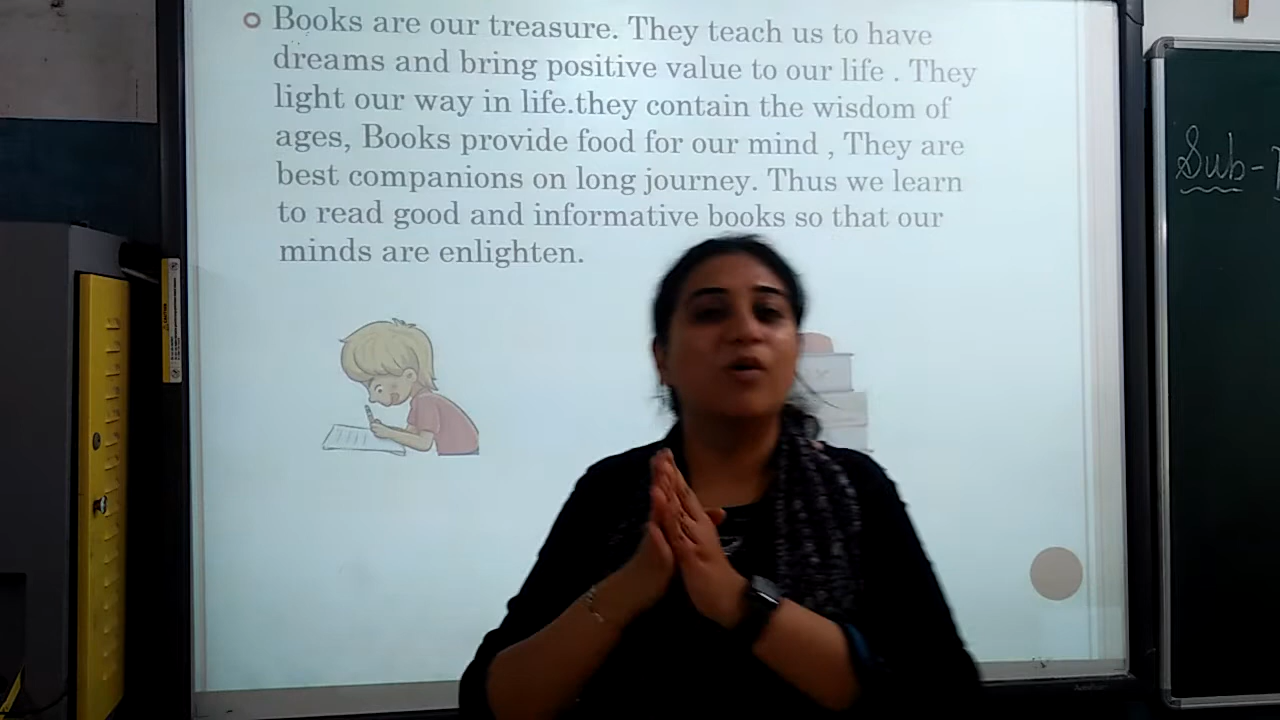 Books are our treasure. They teach us to have
dreams and bring positive value to our life . They
light our way in life.they contain the wisdom of
ages, Books provide food for our mind , They are
best companions on long journey. Thus we learn
to read good and informative books so that our
minds are enlighten.
Sub-